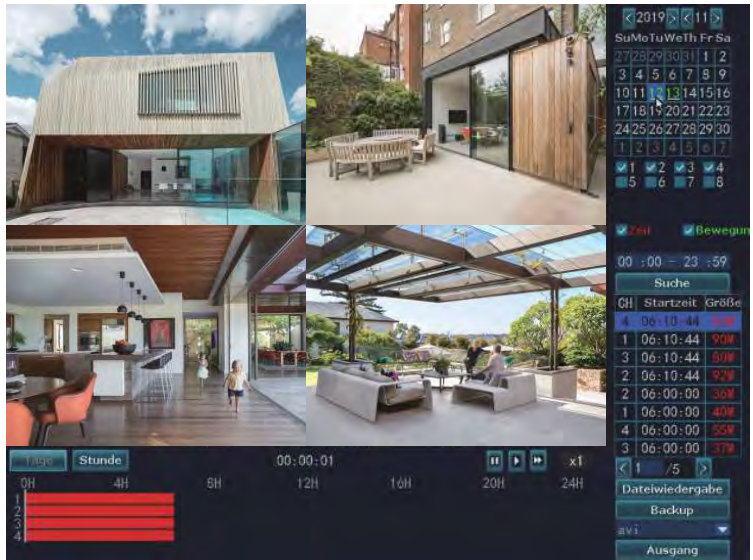 < 2019 > < 11 >
Su Mo Tu We Th Fr Sa
27 28 29 30 31 1 2
3 4 5 6 7 8 9
10 11 12 13 14 15 16
17 18 19 20 21 22 23
24 25 26 27 28 29 30
1 2 3 4 5 6 7
1 2 3 4
5 6 7 8
Zeit Bewegun
00 :00 - 23 :59
Suche
CH Startzeit Größe
4 06:10:44
1 06:10:44 90M
3 06:10:44 80M
2 06:10:44 92M
2 06:00:00 36M
1 06:00:00 40M
4 06:00:00 55M
3 06:00:00 37M
< 1 /5 >
Dateiwiedergabe
Backup
avi
Ausgang
Tage Stunde 00:00:01 x1
0H 4H 8H 12H 16H 20H 24H
1
2
3
4